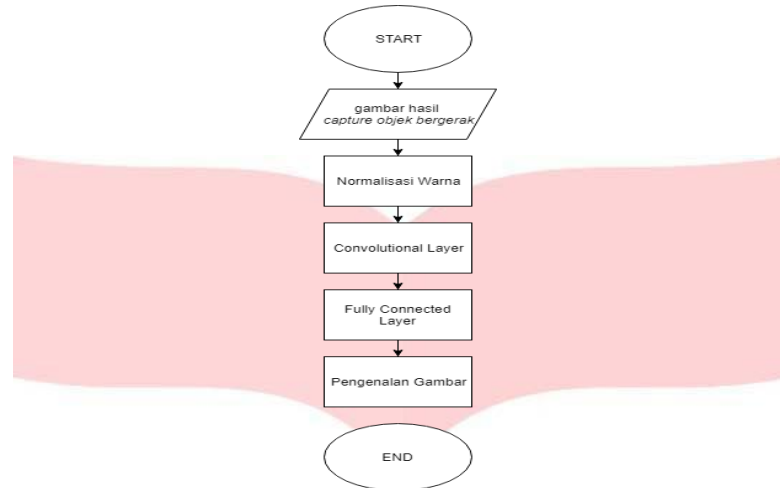 START
gambar hasil
capture objek bergerak
Normalisasi Warna
Convolutional Layer
Fully Connected
Layer
Pengenalan Gambar
END